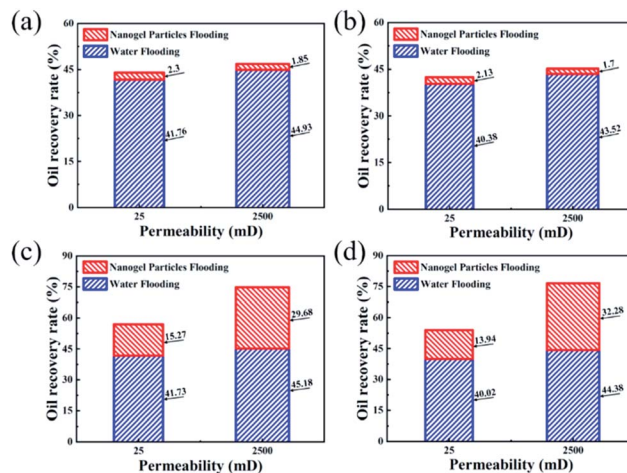 (a)
Oil recovery rate (%)
60
45
30
15
0
Nanogel Particles Flooding
Water Flooding
2.3
41.76
1.85
44.93
25
2500
Permeability (mD)
(b)
Oil recovery rate (%)
60
45
30
15
0
Nanogel Particles Flooding
Water Flooding
2.13
40.38
1.7
43.52
25
2500
Permeability (mD)
(c)
Oil recovery rate (%)
90
75
60
45
30
15
0
Nanogel Particles Flooding
Water Flooding
15.27
41.73
29.68
45.18
25
2500
Permeability (mD)
(d)
Oil recovery rate (%)
90
75
60
45
30
15
0
Nanogel Particles Flooding
Water Flooding
13.94
40.02
32.28
44.38
25
2500
Permeability (mD)